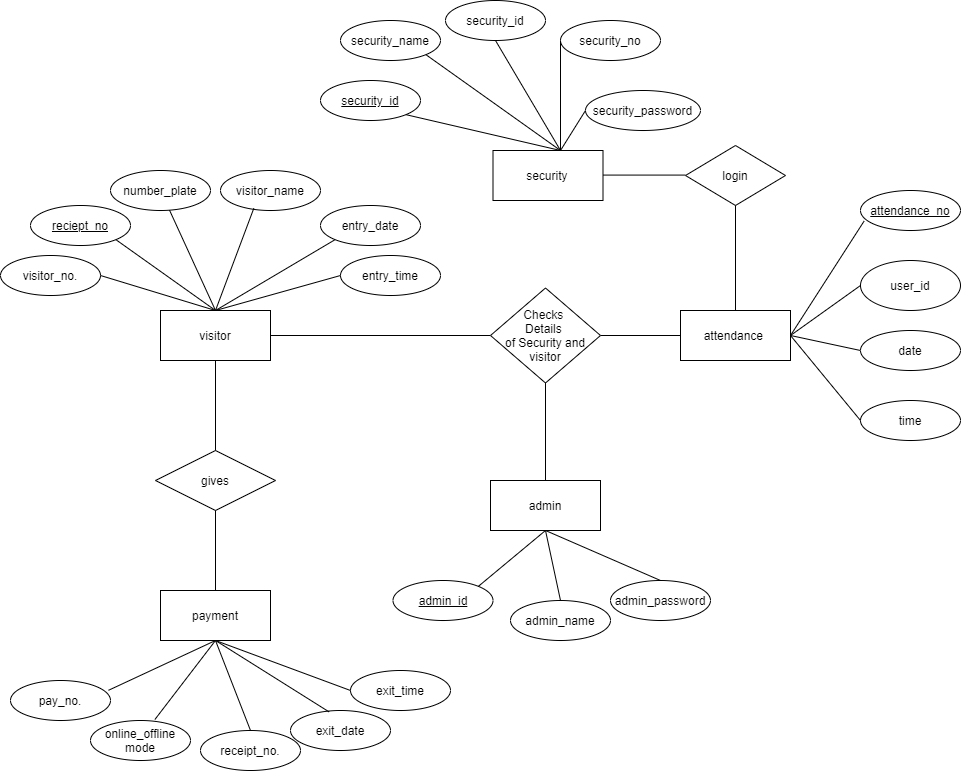 security_id
security_name
security_no
security_id
security_password
security
login
number_plate
visitor_name
reciept_no
entry_date
visitor_no.
entry_time
attendance_no
user_id
visitor
Checks
Details
of Security and
visitor
attendance
date
time
gives
admin
admin_id
admin_name
admin_password
payment
pay_no.
online_offline
mode
receipt_no.
exit_date
exit_time